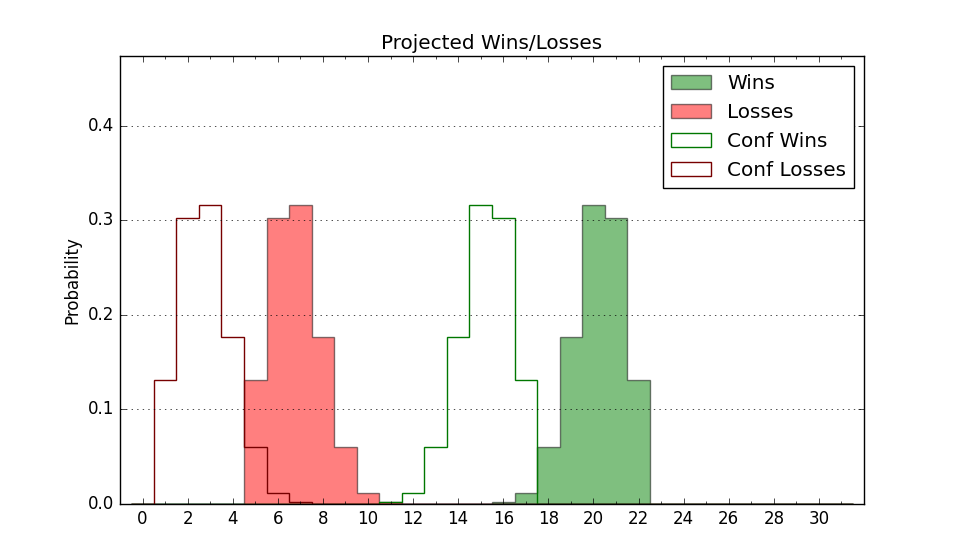 Projected Wins/Losses
Wins
Losses
Conf Wins
Conf Losses
Probability
0.4
0.3
0.2
0.1
0.0
0 2 4 6 8 10 12 14 16 18 20 22 24 26 28 30